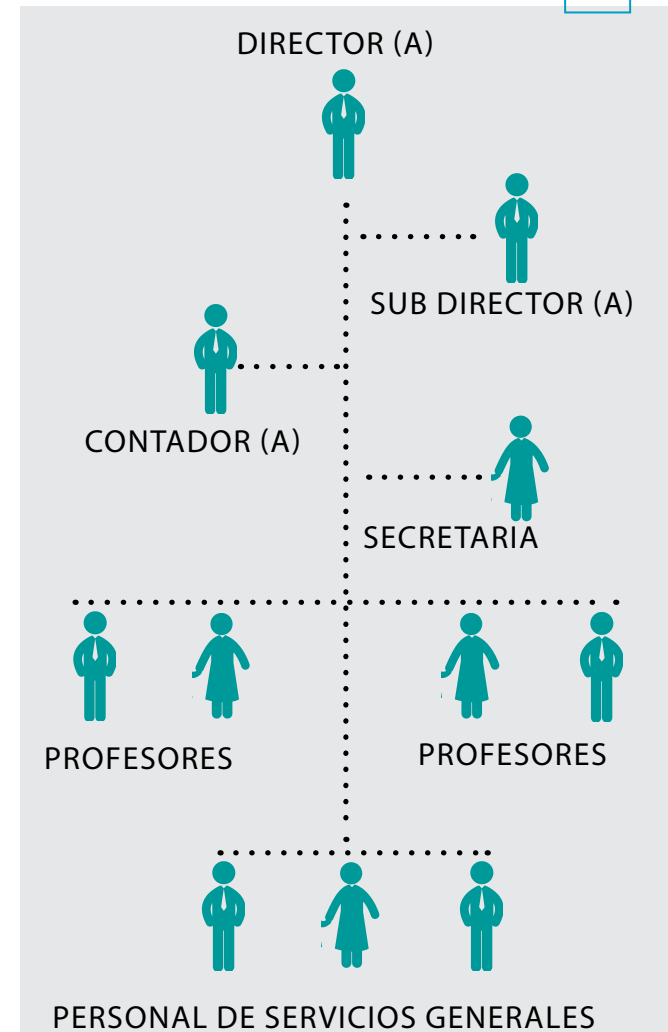 DIRECTOR (A)
SUB DIRECTOR (A)
CONTADOR (A)
SECRETARIA
PROFESORES
PROFESORES
PERSONAL DE SERVICIOS GENERALES